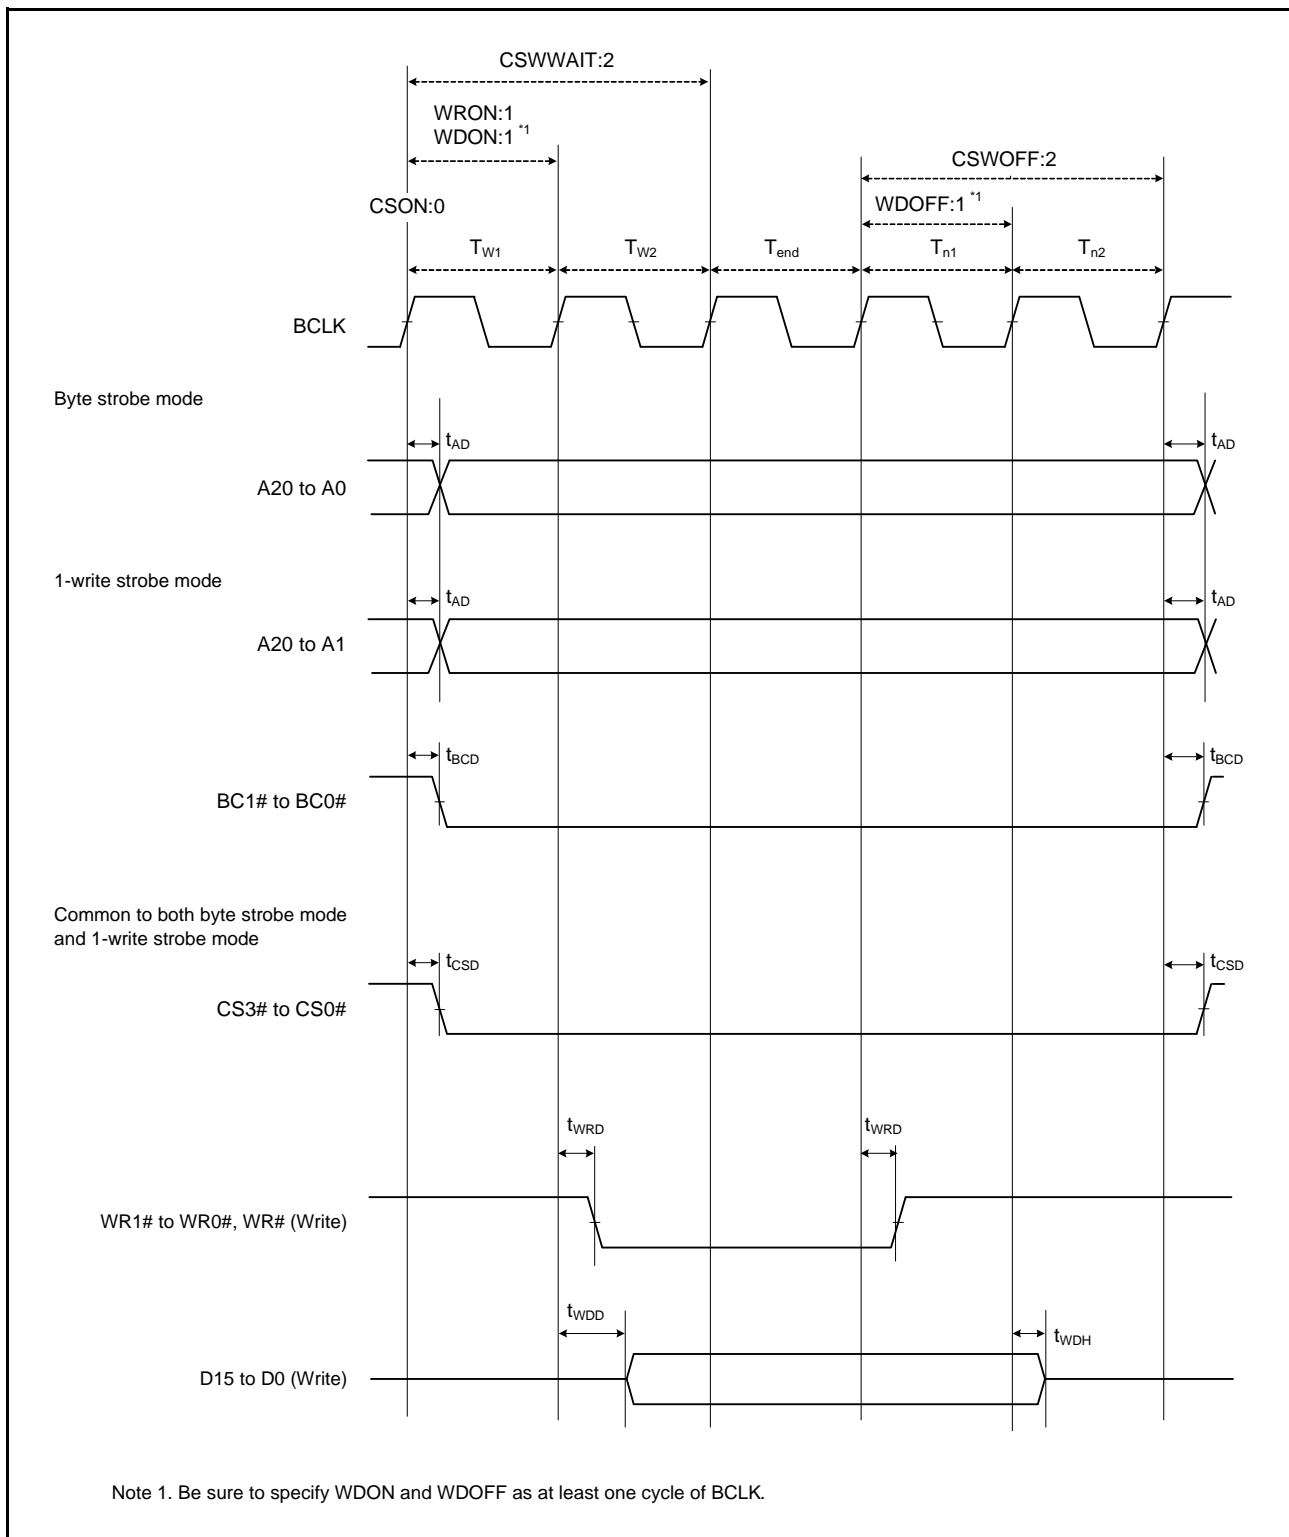 CSWWAIT:2
WRON:1
WDON:1 *1
CSWOFF:2
WDOFF:1 *1
CSON:0
TW1 TW2 Tend Tn1 Tn2
BCLK
Byte strobe mode
tAD tAD
A20 to A0
1-write strobe mode
tAD tAD
A20 to A1
tBCD tBCD
BC1# to BC0#
Common to both byte strobe mode
and 1-write strobe mode
tCSD tCSD
CS3# to CS0#
tWRD tWRD
WR1# to WR0#, WR# (Write)
tWDD tWDH
D15 to D0 (Write)
Note 1. Be sure to specify WDON and WDOFF as at least one cycle of BCLK.